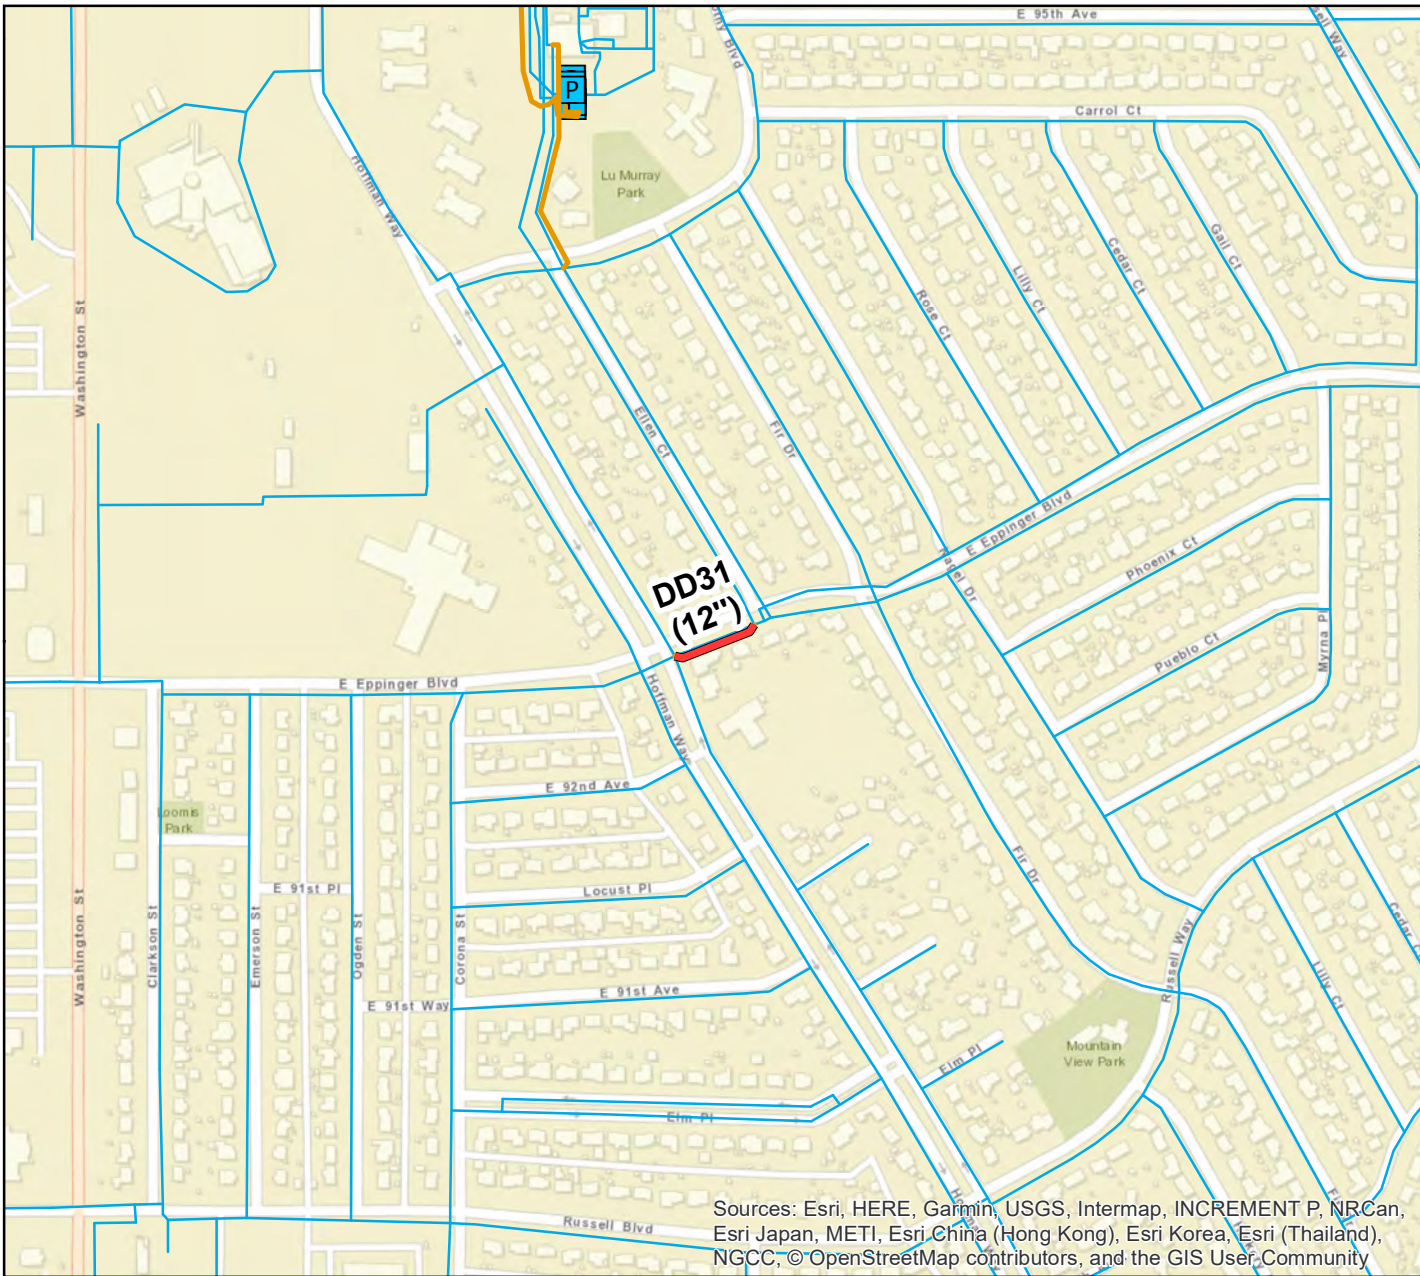 E 95th Ave
Carrol Ct
P
Lu Murray
Park
Hoffman Way
Washington St
Gail Ct
Cedar Ct
Lilly Ct
Rose Ct
Ellen Ct
Fir Dr
E Eppinger Blvd
Phoenix Ct
DD31
(12")
Pueblo Ct
Myrna Pl
E Eppinger Blvd
Hoffman Way
E 92nd Ave
Loomis
Park
Fir Dr
E 91st Pl
Locust Pl
Washington St
Clarkson St
Emerson St
Ogden St
Corona St
Russell Way
Lilly Ct
E 91st Ave
E 91st Way
Mountain
View Park
Elm Pl
Elm Pl
Russell Blvd
Sources: Esri, HERE, Garmin, USGS, Intermap, INCREMENT P, NRCan,
Esri Japan, METI, Esri China (Hong Kong), Esri Korea, Esri (Thailand),
NGCC, © OpenStreetMap contributors, and the GIS User Community